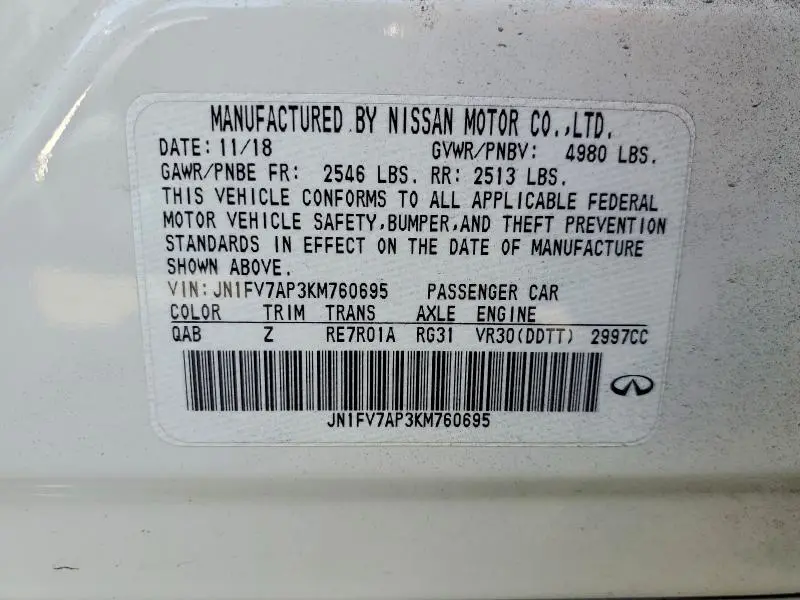 MANUFACTURED BY NISSAN MOTOR CO.,LTD.
DATE: 11/18 GVWR/PNBV: 4980 LBS.
GAWR/PNBE FR: 2546 LBS. RR: 2513 LBS.
THIS VEHICLE CONFORMS TO ALL APPLICABLE FEDERAL
MOTOR VEHICLE SAFETY,BUMPER,AND THEFT PREVENTION
STANDARDS IN EFFECT ON THE DATE OF MANUFACTURE
SHOWN ABOVE.
VIN: JN1FV7AP3KM760695 PASSENGER CAR
COLOR TRIM TRANS AXLE ENGINE
QAB Z RE7R01A RG31 VR30(DDTT) 2997CC
JN1FV7AP3KM760695